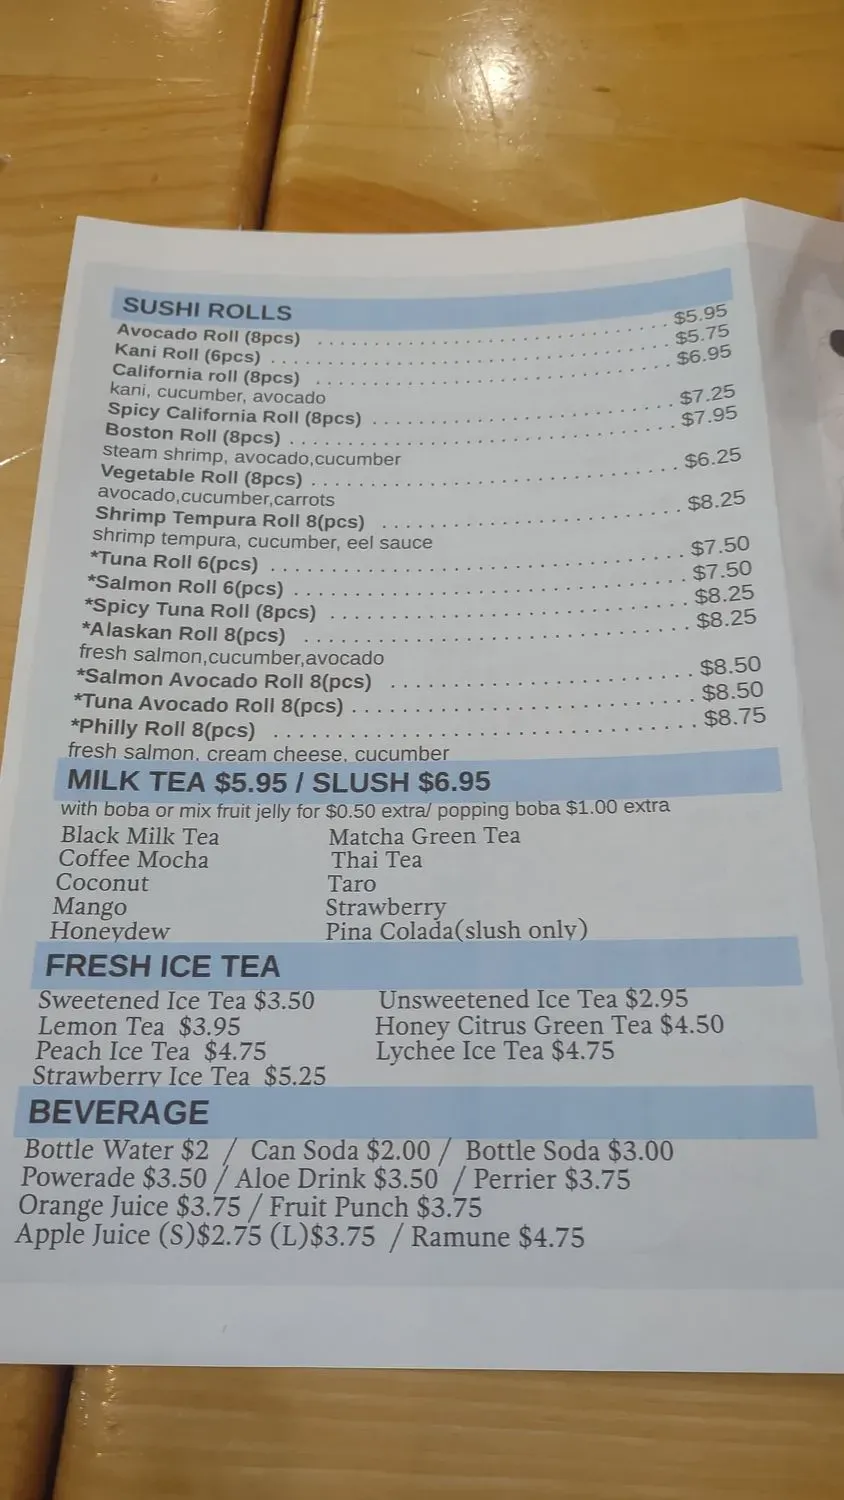 SUSHI ROLLS
Avocado Roll (8pcs) . . . . . . . . . . . . . . . . . . . . . . . . . . . . . . $5.95
Kani Roll (6pcs) . . . . . . . . . . . . . . . . . . . . . . . . . . . . . . $5.75
California roll (8pcs) . . . . . . . . . . . . . . . . . . . . . . . . . . . . . . $6.95
kani, cucumber, avocado
Spicy California Roll (8pcs) . . . . . . . . . . . . . . . . . . . . . . . . . $7.25
Boston Roll (8pcs) . . . . . . . . . . . . . . . . . . . . . . . . . . . . . . $7.95
steam shrimp, avocado,cucumber
Vegetable Roll (8pcs) . . . . . . . . . . . . . . . . . . . . . . . . . . . . . . $6.25
avocado,cucumber,carrots
Shrimp Tempura Roll 8(pcs) . . . . . . . . . . . . . . . . . . . . . . . . . $8.25
shrimp tempura, cucumber, eel sauce
*Tuna Roll 6(pcs) . . . . . . . . . . . . . . . . . . . . . . . . . . . . . . $7.50
*Salmon Roll 6(pcs) . . . . . . . . . . . . . . . . . . . . . . . . . . . . . . $7.50
*Spicy Tuna Roll (8pcs) . . . . . . . . . . . . . . . . . . . . . . . . . . . . $8.25
*Alaskan Roll 8(pcs) . . . . . . . . . . . . . . . . . . . . . . . . . . . . . . $8.25
fresh salmon,cucumber,avocado
*Salmon Avocado Roll 8(pcs) . . . . . . . . . . . . . . . . . . . . . . . . $8.50
*Tuna Avocado Roll 8(pcs) . . . . . . . . . . . . . . . . . . . . . . . . . . $8.50
*Philly Roll 8(pcs) . . . . . . . . . . . . . . . . . . . . . . . . . . . . . . $8.75
fresh salmon, cream cheese, cucumber
MILK TEA $5.95 / SLUSH $6.95
with boba or mix fruit jelly for $0.50 extra/ popping boba $1.00 extra
Black Milk Tea Matcha Green Tea
Coffee Mocha Thai Tea
Coconut Taro
Mango Strawberry
Honeydew Pina Colada(slush only)
FRESH ICE TEA
Sweetened Ice Tea $3.50 Unsweetened Ice Tea $2.95
Lemon Tea $3.95 Honey Citrus Green Tea $4.50
Peach Ice Tea $4.75 Lychee Ice Tea $4.75
Strawberry Ice Tea $5.25
BEVERAGE
Bottle Water $2 / Can Soda $2.00 / Bottle Soda $3.00
Powerade $3.50 / Aloe Drink $3.50 / Perrier $3.75
Orange Juice $3.75 / Fruit Punch $3.75
Apple Juice (S)$2.75 (L)$3.75 / Ramune $4.75